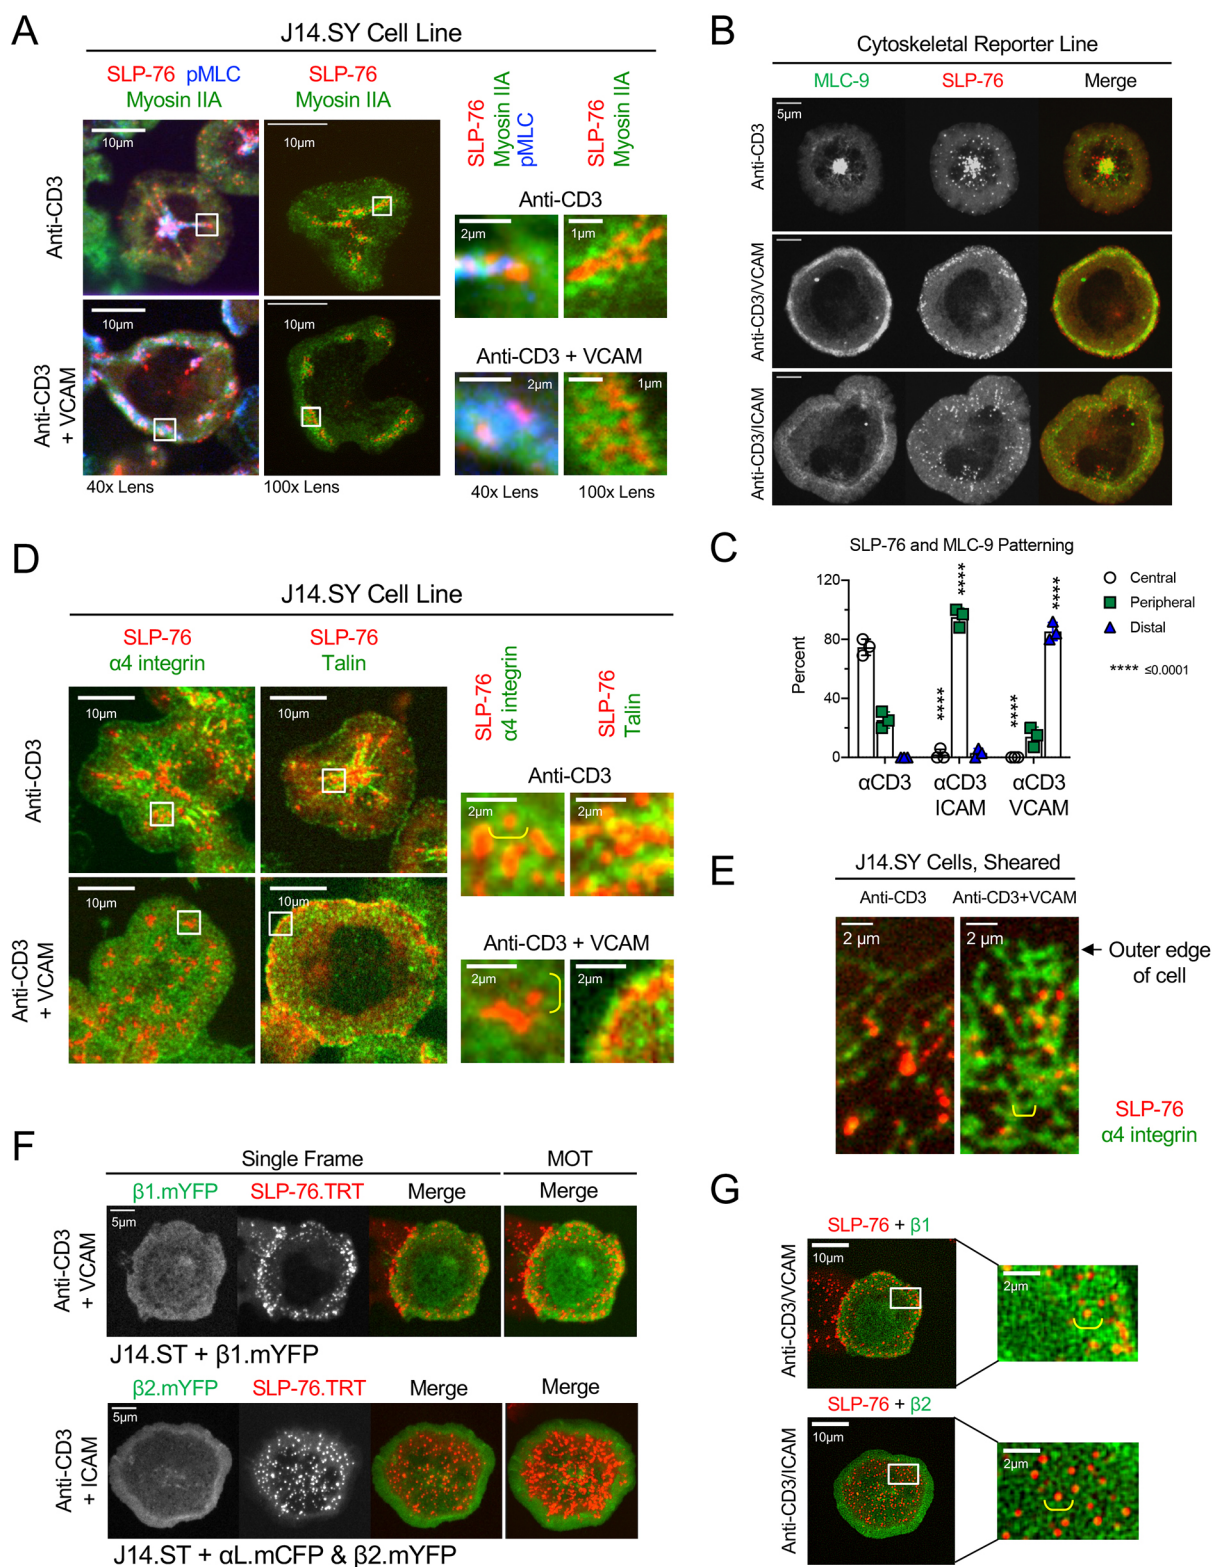 A
J14.SY Cell Line
SLP-76 pMLC
Myosin IIA
SLP-76
Myosin IIA
SLP-76
Myosin IIA
pMLC
SLP-76
Myosin IIA
Anti-CD3
10µm
10µm
Anti-CD3
2µm
1µm
Anti-CD3
+ VCAM
10µm
10µm
Anti-CD3 + VCAM
2µm
1µm
40x Lens
100x Lens
40x Lens
100x Lens
B
Cytoskeletal Reporter Line
MLC-9
SLP-76
Merge
5µm
Anti-CD3
Anti-CD3/VCAM
Anti-CD3/ICAM
C
SLP-76 and MLC-9 Patterning
Percent
120
80
40
0
****
****
****
****
αCD3
αCD3
ICAM
αCD3
VCAM
Central
Peripheral
Distal
**** ≤0.0001
D
J14.SY Cell Line
SLP-76
α4 integrin
SLP-76
Talin
SLP-76
α4 integrin
SLP-76
Talin
Anti-CD3
10µm
10µm
Anti-CD3
2µm
2µm
Anti-CD3
+ VCAM
10µm
10µm
Anti-CD3 + VCAM
2µm
2µm
E
J14.SY Cells, Sheared
Anti-CD3
Anti-CD3+VCAM
2 µm
2 µm
Outer edge
of cell
SLP-76
α4 integrin
F
Single Frame
MOT
β1.mYFP
SLP-76.TRT
Merge
Merge
5µm
Anti-CD3
+ VCAM
J14.ST + β1.mYFP
β2.mYFP
SLP-76.TRT
Merge
Merge
5µm
Anti-CD3
+ ICAM
J14.ST + αL.mCFP & β2.mYFP
G
SLP-76 + β1
10µm
2µm
Anti-CD3/VCAM
SLP-76 + β2
10µm
2µm
Anti-CD3/ICAM